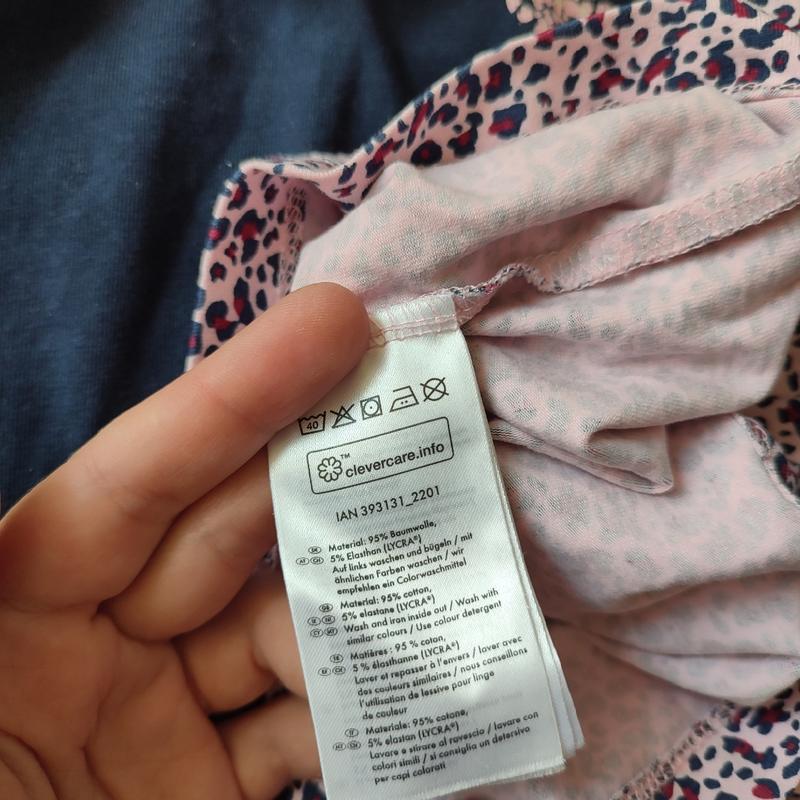 40
™
clevercare.info
IAN 393131_2201
DE AT CH Material: 95% Baumwolle,
5% Elasthan (LYCRA®)
Auf links waschen und bügeln / mit
ähnlichen Farben waschen / wir
empfehlen ein Colorwaschmittel
Material: 95% cotton,
5% elastane (LYCRA®)
Wash and iron inside out / Wash with
similar colours / Use colour detergent
Matières : 95 % coton,
5 % élasthanne (LYCRA®)
Laver et repasser à l'envers / laver avec
des couleurs similaires / nous conseillons
l'utilisation de lessive pour linge
de couleur
Materiale: 95% cotone,
5% elastan (LYCRA®)
Lavare e stirare al rovescio / lavare con
colori simili / si consiglia un detersivo
per capi colorati